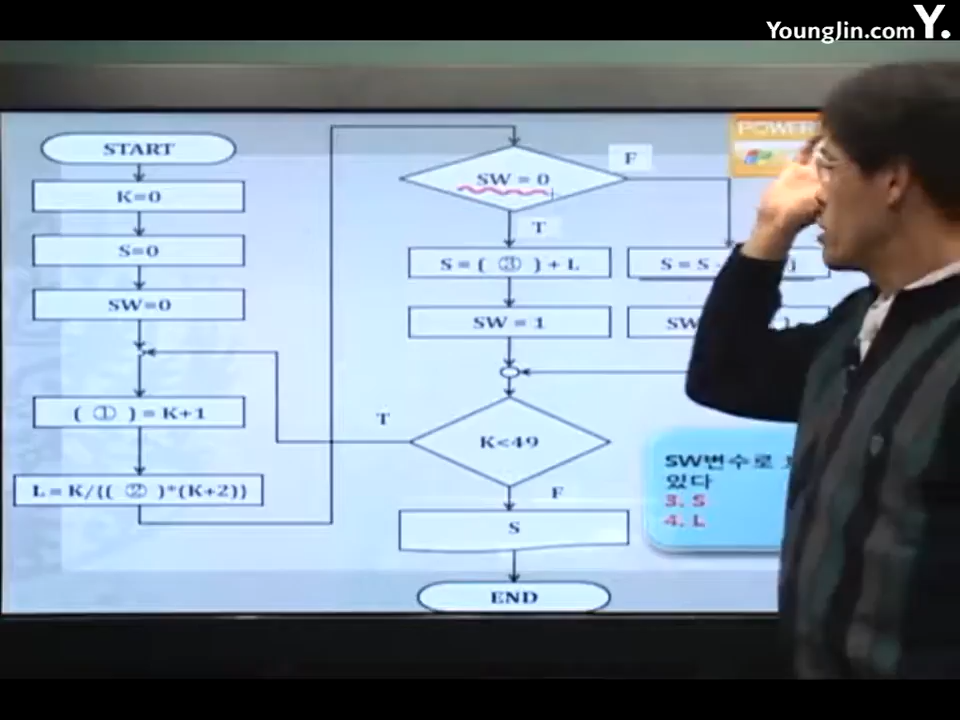 YoungJin.com Y.
START
K=0
S=0
SW=0
( ① ) = K+1
L = K/{( ② )*(K+2)}
SW = 0
F
T
S = ( ③ ) + L
S = S
SW = 1
SW
T
K<49
F
S
END
POWER
SW변수로
있다
3. S
4. L